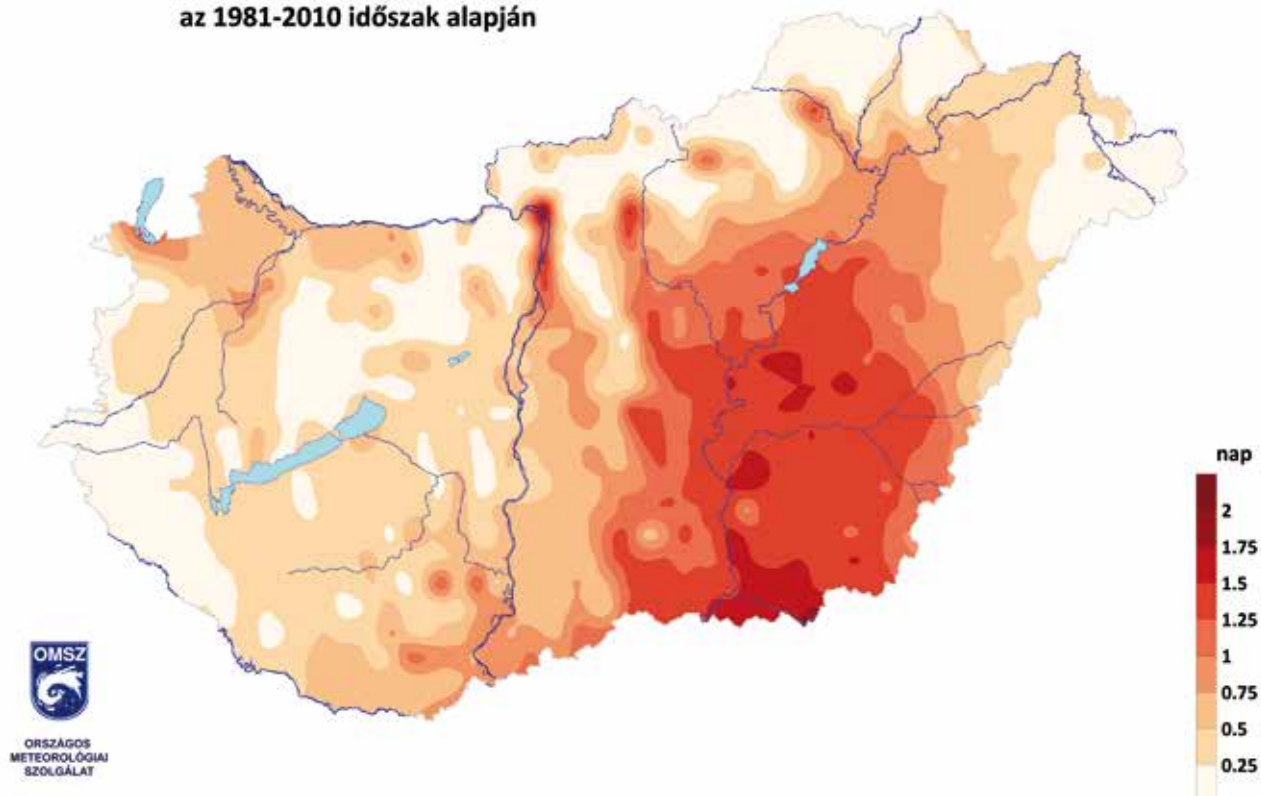 az 1981-2010 időszak alapján
nap
2
1.75
1.5
1.25
1
0.75
0.5
0.25
OMSZ
ORSZÁGOS
METEOROLÓGIAI
SZOLGÁLAT